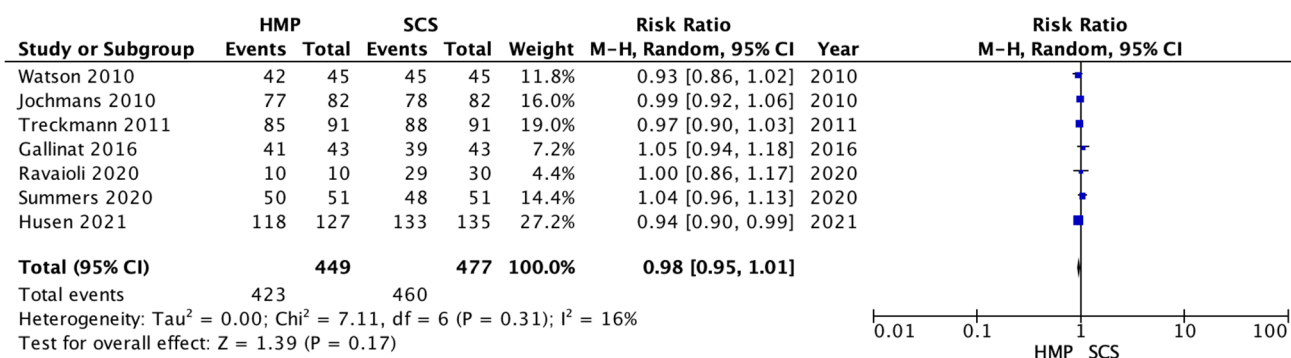 HMP SCS Risk Ratio Risk Ratio
Study or Subgroup Events Total Events Total Weight M-H, Random, 95% CI Year M-H, Random, 95% CI
Watson 2010 42 45 45 45 11.8% 0.93 [0.86, 1.02] 2010
Jochmans 2010 77 82 78 82 16.0% 0.99 [0.92, 1.06] 2010
Treckmann 2011 85 91 88 91 19.0% 0.97 [0.90, 1.03] 2011
Gallinat 2016 41 43 39 43 7.2% 1.05 [0.94, 1.18] 2016
Ravaioli 2020 10 10 29 30 4.4% 1.00 [0.86, 1.17] 2020
Summers 2020 50 51 48 51 14.4% 1.04 [0.96, 1.13] 2020
Husen 2021 118 127 133 135 27.2% 0.94 [0.90, 0.99] 2021
Total (95% CI) 449 477 100.0% 0.98 [0.95, 1.01]
Total events 423 460
Heterogeneity: Tau² = 0.00; Chi² = 7.11, df = 6 (P = 0.31); I² = 16%
Test for overall effect: Z = 1.39 (P = 0.17)
0.01 0.1 1 10 100
HMP SCS